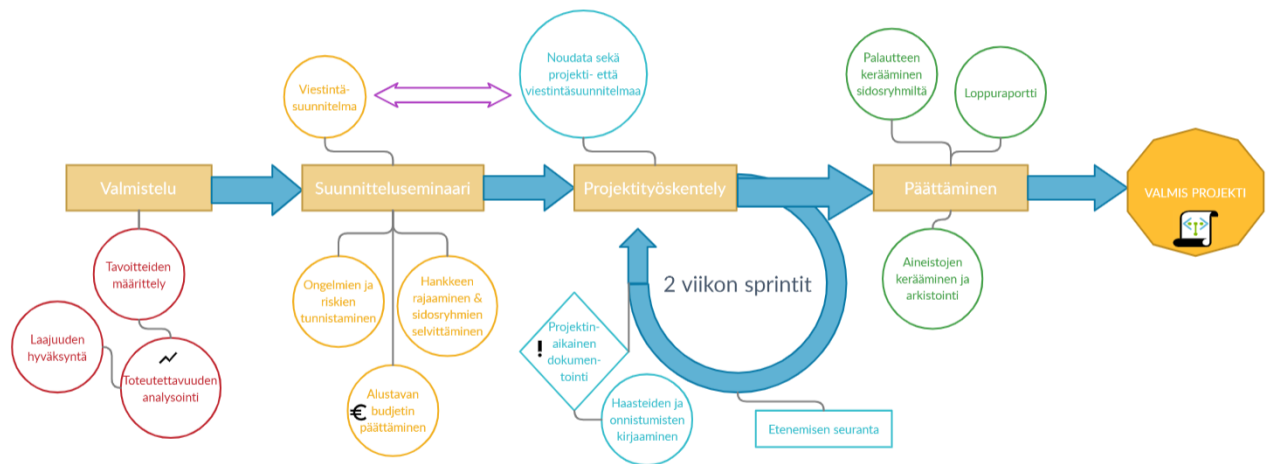 Viestintä-
suunnitelma
Noudata sekä
projekti- että
viestintäsuunnitelmaa
Palautteen
kerääminen
sidosryhmiltä
Loppuraportti
Valmistelu
Suunnitteluseminaari
Projektityöskentely
Päättäminen
VALMIS PROJEKTI
Tavoitteiden
määrittely
Laajuuden
hyväksyntä
Toteutettavuuden
analysointi
Ongelmien ja
riskien
tunnistaminen
Hankkeen
rajaaminen &
sidosryhmien
selvittäminen
€
Alustavan
budjetin
päättäminen
2 viikon sprintit
!
Projektin-
aikainen
dokumen-
tointi
Haasteiden ja
onnistumisten
kirjaaminen
Etenemisen seuranta
Aineistojen
kerääminen ja
arkistointi